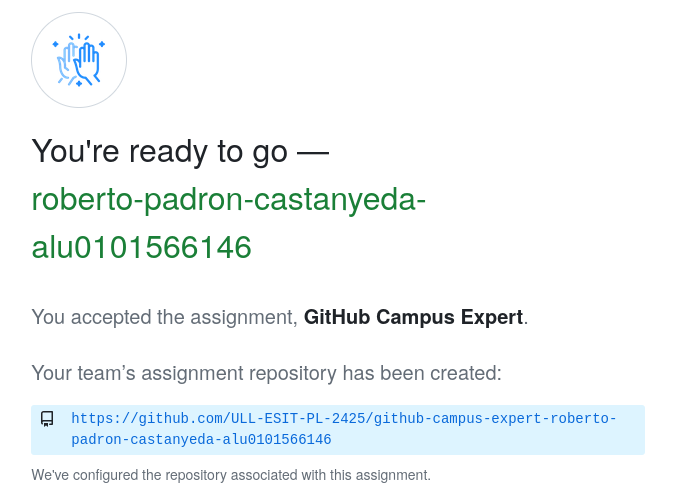 You're ready to go —
roberto-padron-castanyeda-
alu0101566146
You accepted the assignment, GitHub Campus Expert.
Your team’s assignment repository has been created:
https://github.com/ULL-ESIT-PL-2425/github-campus-expert-roberto-
padron-castanyeda-alu0101566146
We've configured the repository associated with this assignment.